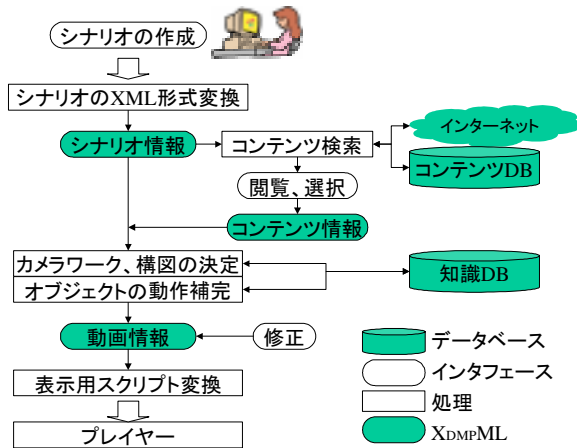 シナリオの作成
シナリオのXML形式変換
シナリオ情報
コンテンツ検索
インターネット
コンテンツDB
閲覧、選択
コンテンツ情報
カメラワーク、構図の決定
オブジェクトの動作補完
知識DB
動画情報
修正
表示用スクリプト変換
プレイヤー
データベース
インタフェース
処理
XDMPML